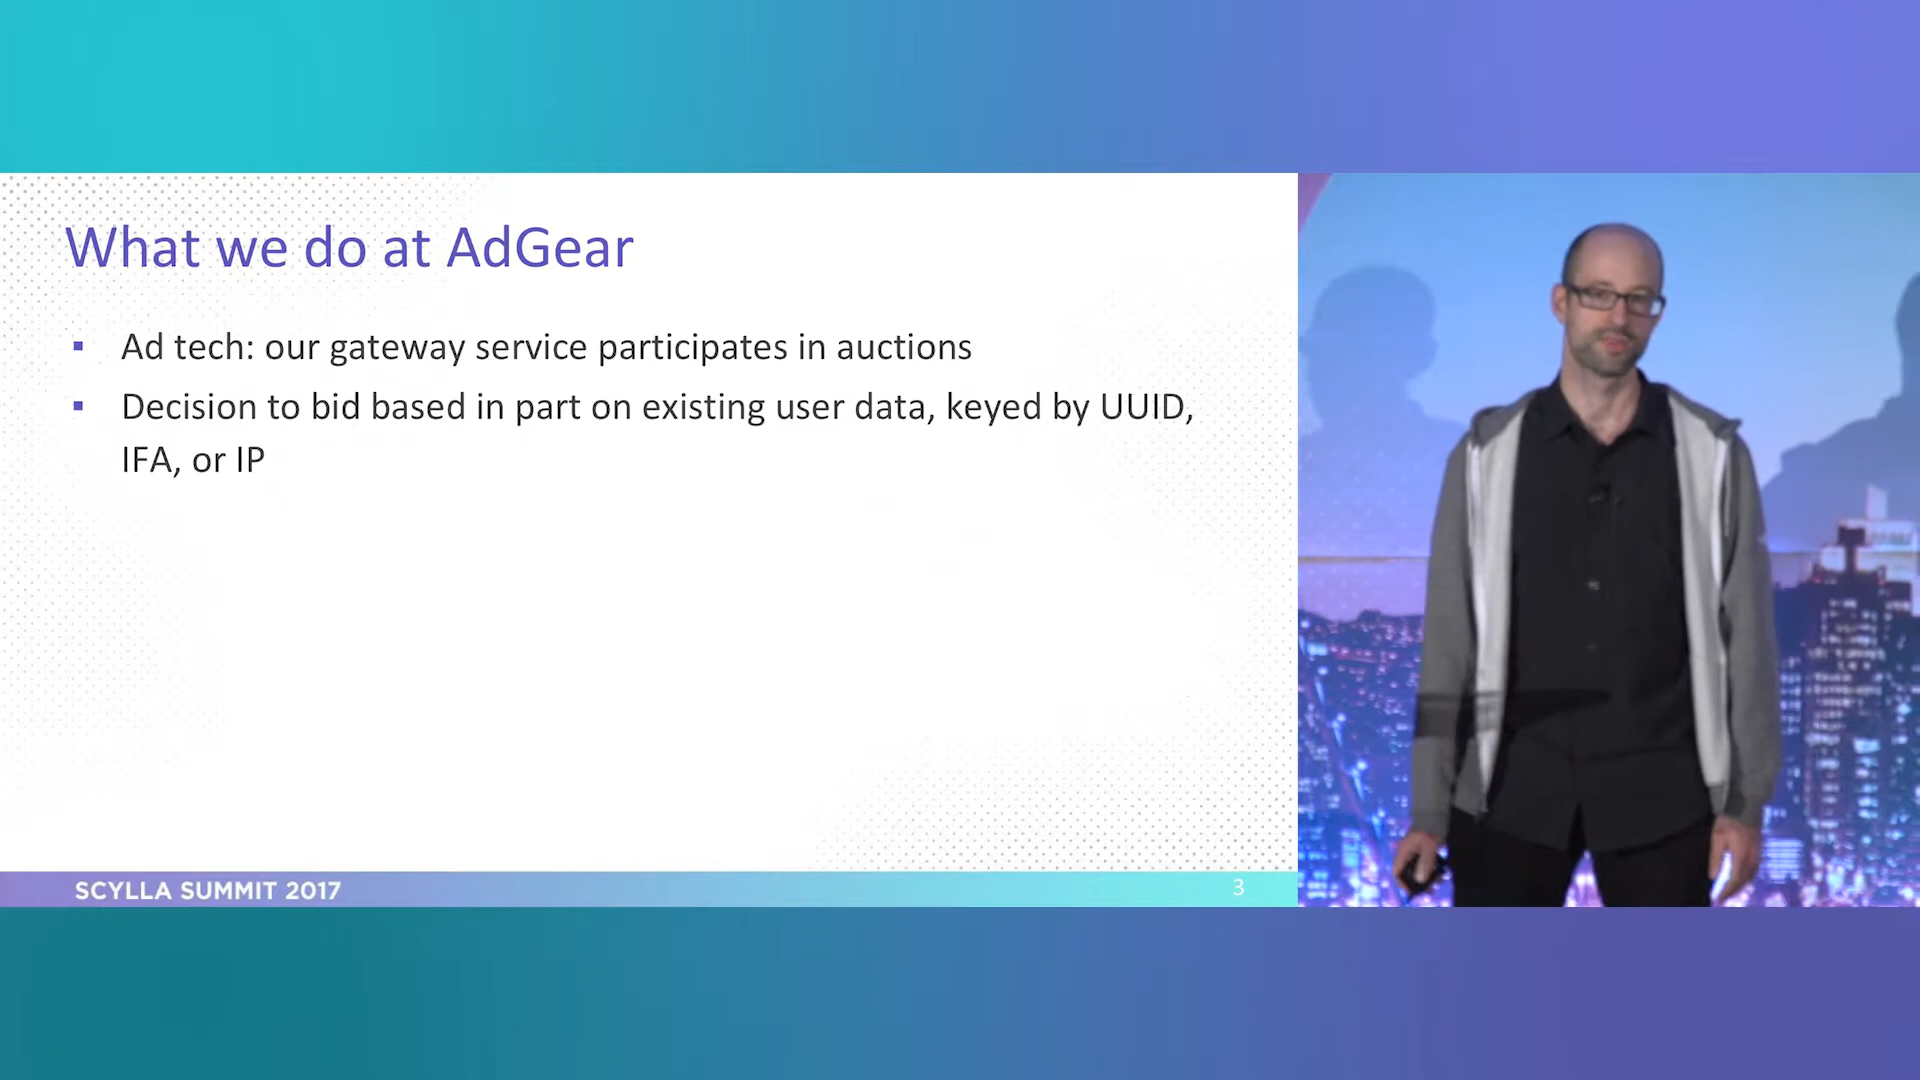 What we do at AdGear
Ad tech: our gateway service participates in auctions
Decision to bid based in part on existing user data, keyed by UUID,
IFA, or IP
SCYLLA SUMMIT 2017
3